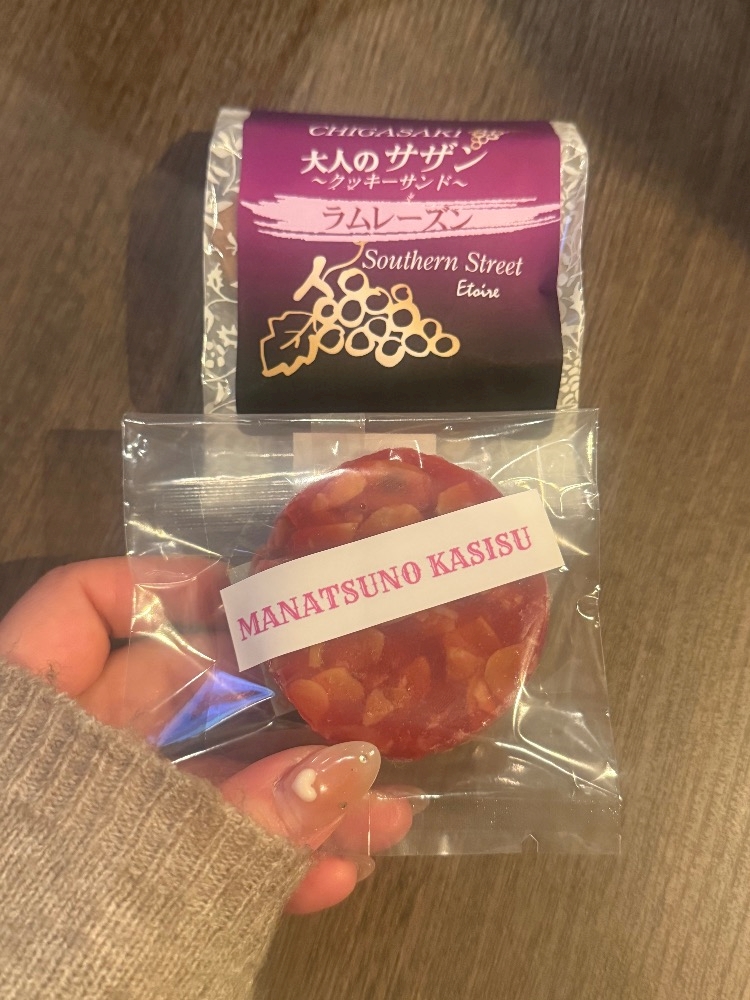 CHIGASAKI
大人のサザン
～クッキーサンド～
ラムレーズン
Southern Street
Etoire
MANATSUNO KASISU